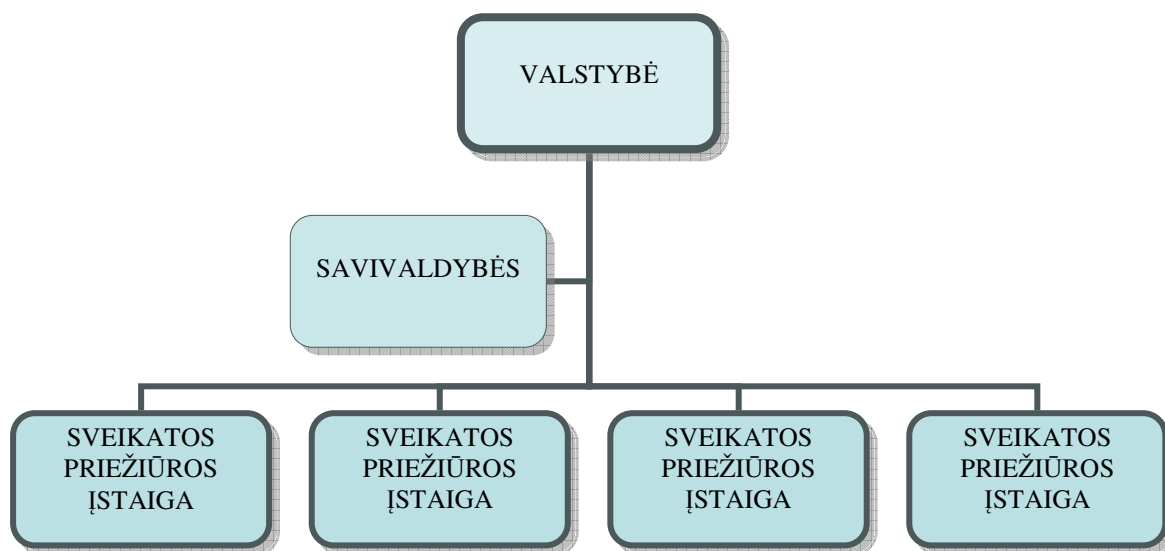 VALSTYBĖ
SAVIVALDYBĖS
SVEIKATOS
PRIEŽIŪROS
ĮSTAIGA
SVEIKATOS
PRIEŽIŪROS
ĮSTAIGA
SVEIKATOS
PRIEŽIŪROS
ĮSTAIGA
SVEIKATOS
PRIEŽIŪROS
ĮSTAIGA